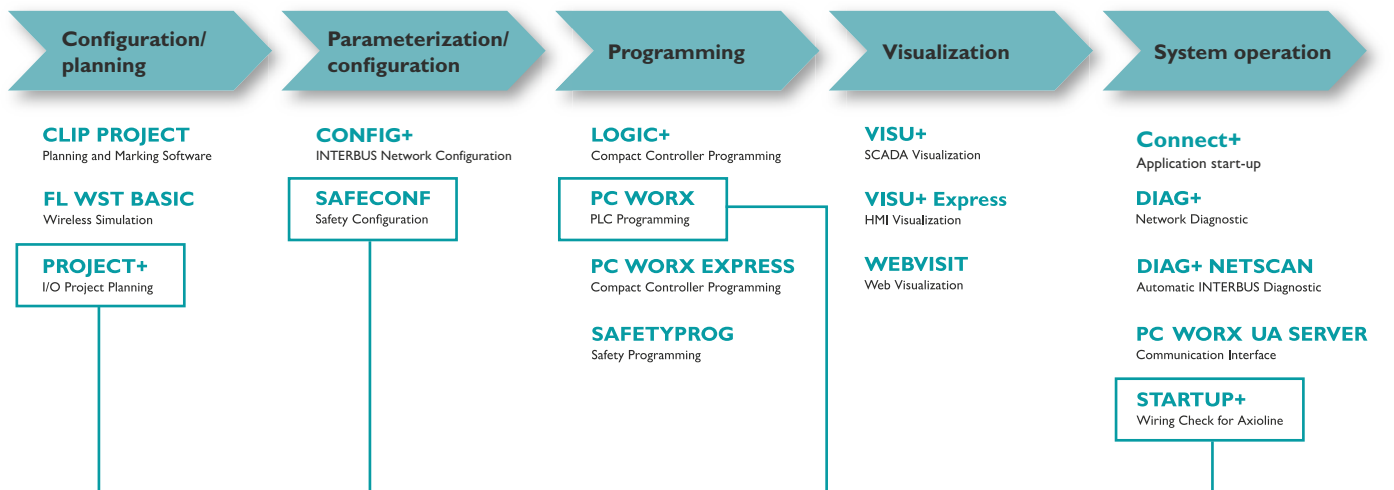 Configuration/
planning
Parameterization/
configuration
Programming
Visualization
System operation
CLIP PROJECT
Planning and Marking Software
FL WST BASIC
Wireless Simulation
PROJECT+
I/O Project Planning
CONFIG+
INTERBUS Network Configuration
SAFECONF
Safety Configuration
LOGIC+
Compact Controller Programming
PC WORX
PLC Programming
PC WORX EXPRESS
Compact Controller Programming
SAFETYPROG
Safety Programming
VISU+
SCADA Visualization
VISU+ Express
HMI Visualization
WEBVISIT
Web Visualization
Connect+
Application start-up
DIAG+
Network Diagnostic
DIAG+ NETSCAN
Automatic INTERBUS Diagnostic
PC WORX UA SERVER
Communication Interface
STARTUP+
Wiring Check for Axioline